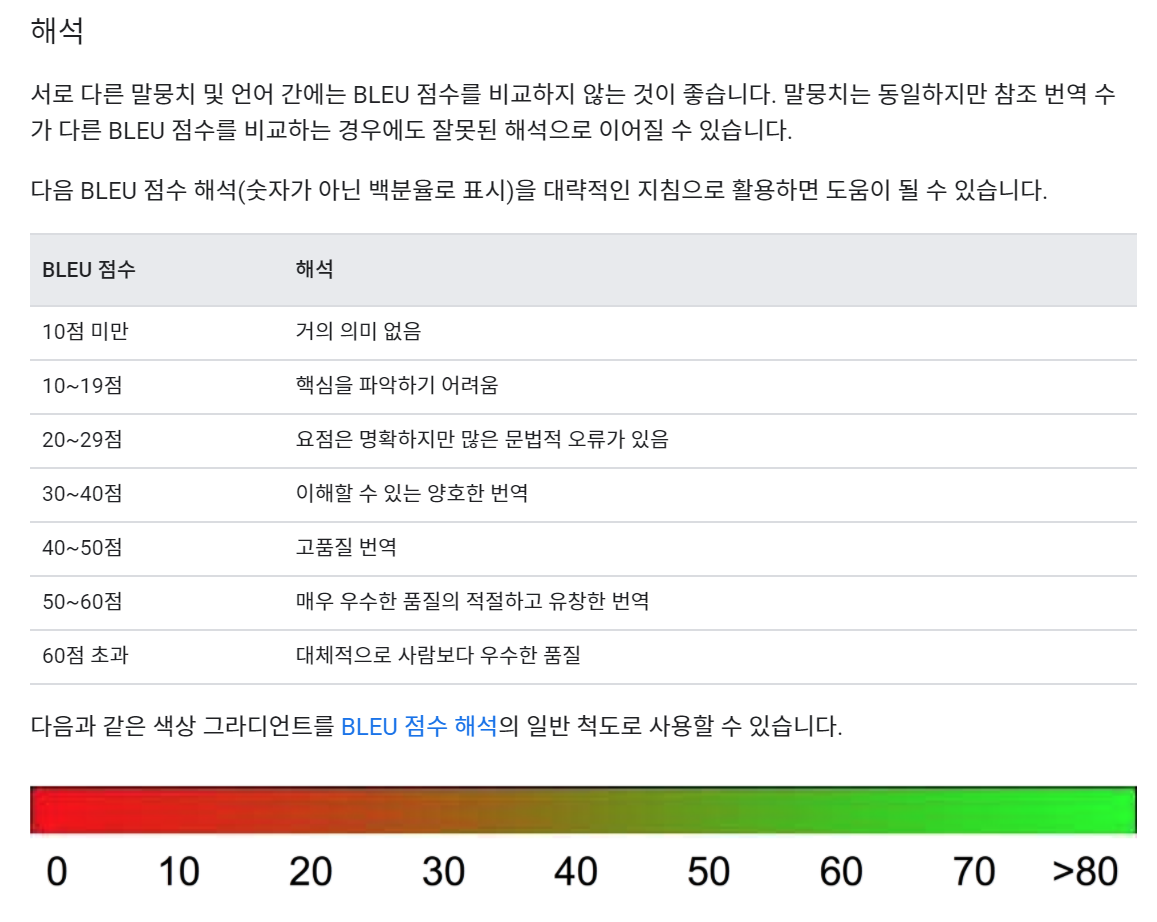 해석
서로 다른 말뭉치 및 언어 간에는 BLEU 점수를 비교하지 않는 것이 좋습니다. 말뭉치는 동일하지만 참조 번역 수
가 다른 BLEU 점수를 비교하는 경우에도 잘못된 해석으로 이어질 수 있습니다.
다음 BLEU 점수 해석(숫자가 아닌 백분율로 표시)을 대략적인 지침으로 활용하면 도움이 될 수 있습니다.
BLEU 점수 해석
10점 미만 거의 의미 없음
10~19점 핵심을 파악하기 어려움
20~29점 요점은 명확하지만 많은 문법적 오류가 있음
30~40점 이해할 수 있는 양호한 번역
40~50점 고품질 번역
50~60점 매우 우수한 품질의 적절하고 유창한 번역
60점 초과 대체적으로 사람보다 우수한 품질
다음과 같은 색상 그라디언트를 BLEU 점수 해석의 일반 척도로 사용할 수 있습니다.
0 10 20 30 40 50 60 70 >80